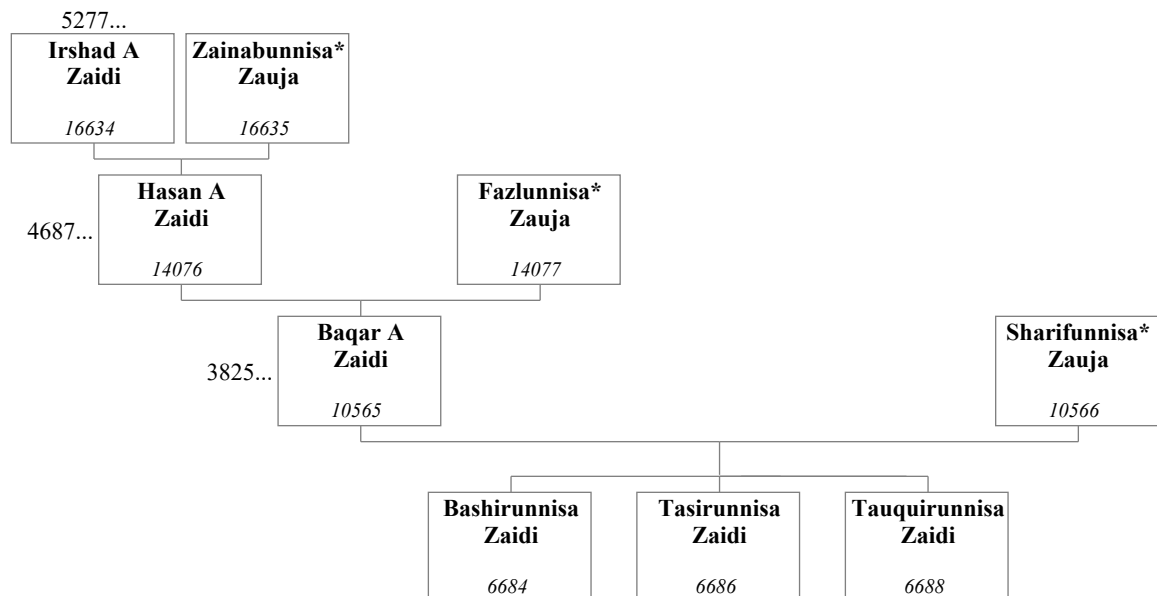 5277...
Irshad A
Zaidi
16634
Zainabunnisa*
Zauja
16635
4687...
Hasan A
Zaidi
14076
Fazlunnisa*
Zauja
14077
3825...
Baqar A
Zaidi
10565
Sharifunnisa*
Zauja
10566
Bashirunnisa
Zaidi
6684
Tasirunnisa
Zaidi
6686
Tauquirunnisa
Zaidi
6688